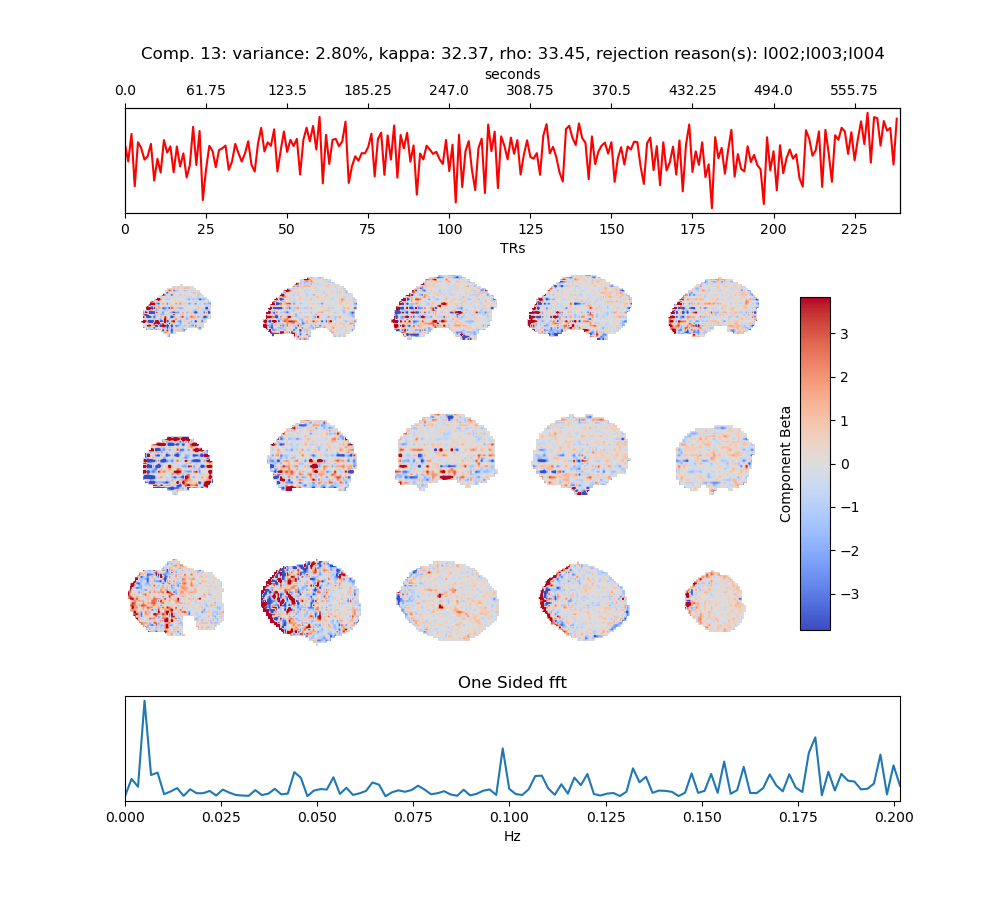 Comp. 13: variance: 2.80%, kappa: 32.37, rho: 33.45, rejection reason(s): I002;I003;I004
seconds
0.0 61.75 123.5 185.25 247.0 308.75 370.5 432.25 494.0 555.75
0 25 50 75 100 125 150 175 200 225
TRs
3
2
1
0
−1
−2
−3
Component Beta
One Sided fft
0.000 0.025 0.050 0.075 0.100 0.125 0.150 0.175 0.200
Hz